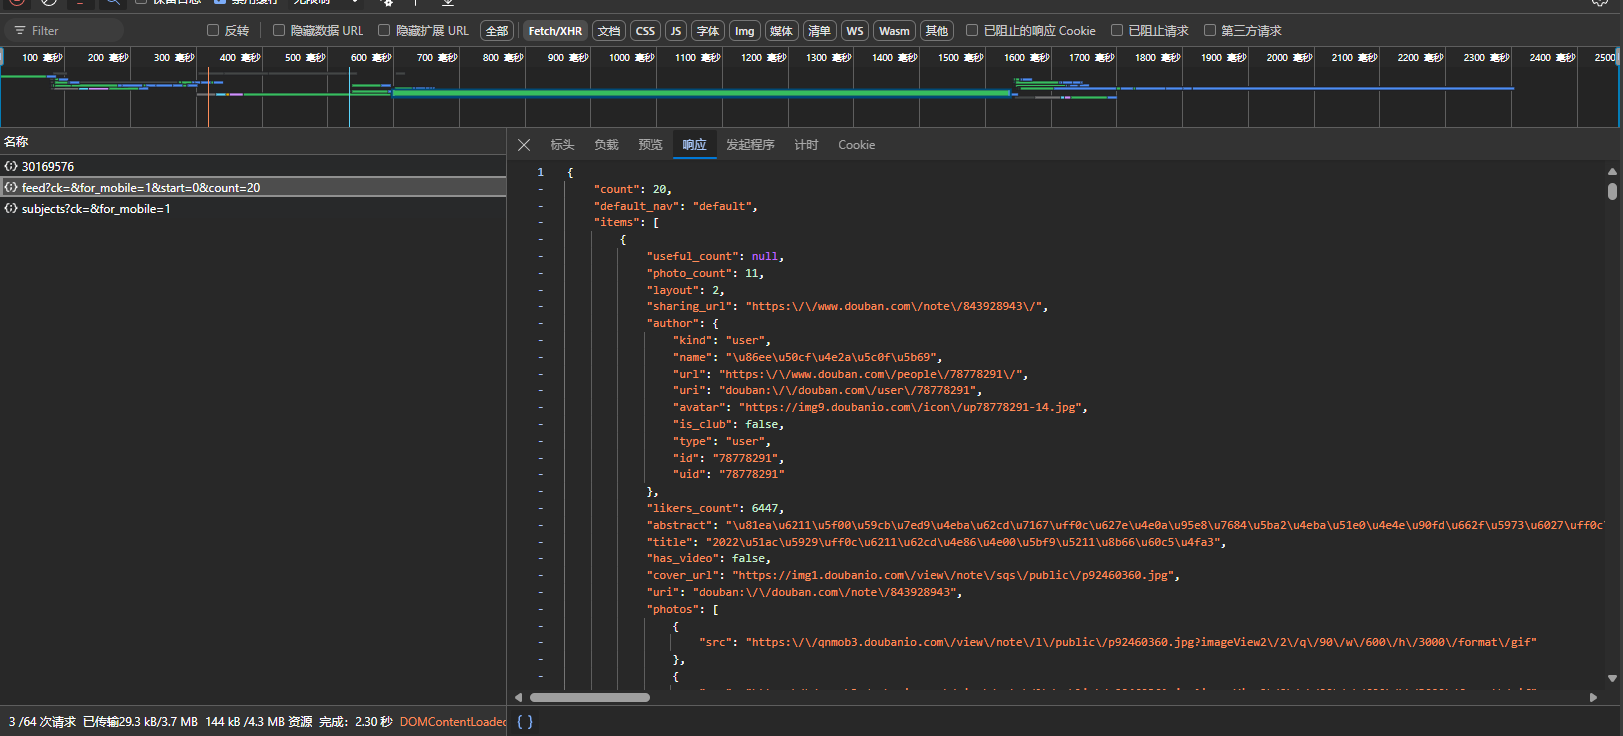 保留日志 禁用缓存 无限制
Filter 反转 隐藏数据 URL 隐藏扩展 URL 全部 Fetch/XHR 文档 CSS JS 字体 Img 媒体 清单 WS Wasm 其他 已阻止的响应 Cookie 已阻止请求 第三方请求
100 毫秒 200 毫秒 300 毫秒 400 毫秒 500 毫秒 600 毫秒 700 毫秒 800 毫秒 900 毫秒 1000 毫秒 1100 毫秒 1200 毫秒 1300 毫秒 1400 毫秒 1500 毫秒 1600 毫秒 1700 毫秒 1800 毫秒 1900 毫秒 2000 毫秒 2100 毫秒 2200 毫秒 2300 毫秒 2400 毫秒 2500
名称
30169576
feed?ck=&for_mobile=1&start=0&count=20
subjects?ck=&for_mobile=1
标头 负载 预览 响应 发起程序 计时 Cookie
1 {
- "count": 20,
- "default_nav": "default",
- "items": [
- {
- "useful_count": null,
- "photo_count": 11,
- "layout": 2,
- "sharing_url": "https:\/\/www.douban.com\/note\/843928943\/",
- "author": {
- "kind": "user",
- "name": "\u86ee\u50cf\u4e2a\u5c0f\u5b69",
- "url": "https:\/\/www.douban.com\/people\/78778291\/",
- "uri": "douban:\/\/douban.com\/user\/78778291",
- "avatar": "https://img9.doubanio.com\/icon\/up78778291-14.jpg",
- "is_club": false,
- "type": "user",
- "id": "78778291",
- "uid": "78778291"
- },
- "likers_count": 6447,
- "abstract": "\u81ea\u6211\u5f00\u59cb\u7ed9\u4eba\u62cd\u7167\uff0c\u627e\u4e0a\u95e8\u7684\u5ba2\u4eba\u51e0\u4e4e\u90fd\u662f\u5973\u6027\uff0c
- "title": "2022\u51ac\u5929\uff0c\u6211\u62cd\u4e86\u4e00\u5bf9\u5211\u8b66\u60c5\u4fa3",
- "has_video": false,
- "cover_url": "https://img1.doubanio.com\/view\/note\/sqs\/public\/p92460360.jpg",
- "uri": "douban:\/\/douban.com\/note\/843928943",
- "photos": [
- {
- "src": "https:\/\/qnmob3.doubanio.com\/view\/note\/l\/public\/p92460360.jpg?imageView2\/2\/q\/90\/w\/600\/h\/3000\/format\/gif"
- },
- {
3 /64 次请求 已传输29.3 kB/3.7 MB 144 kB /4.3 MB 资源 完成: 2.30 秒 DOMContentLoaded
{ }